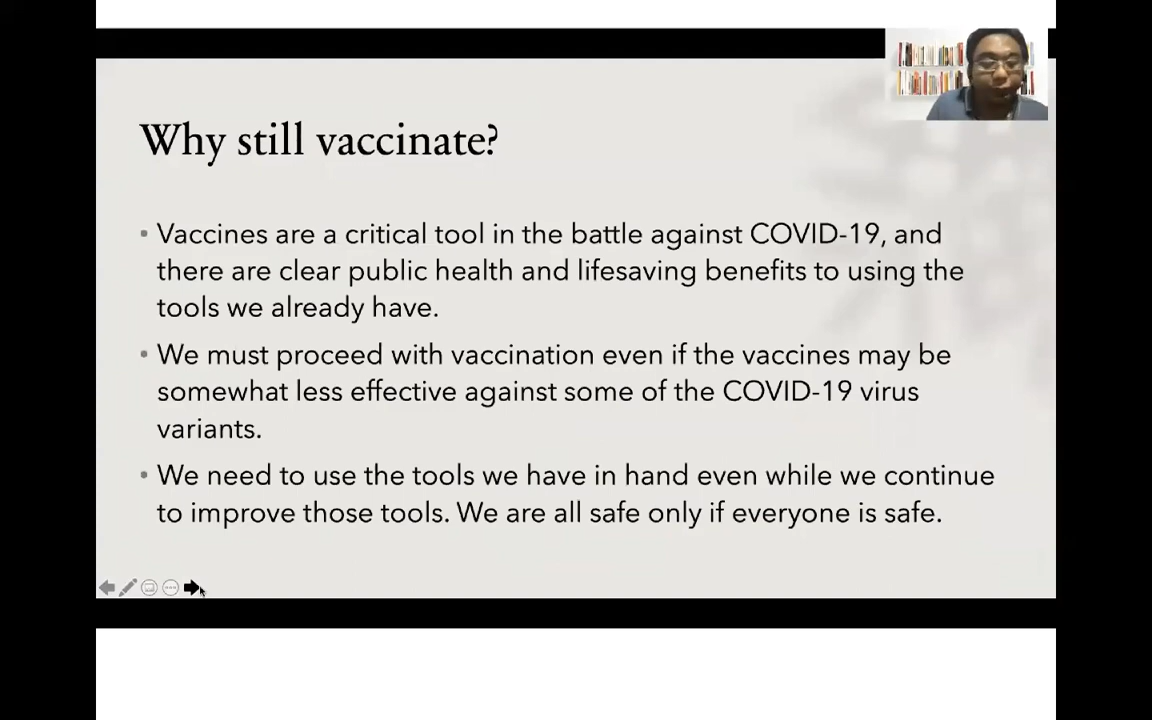 Why still vaccinate?
• Vaccines are a critical tool in the battle against COVID-19, and
there are clear public health and lifesaving benefits to using the
tools we already have.
• We must proceed with vaccination even if the vaccines may be
somewhat less effective against some of the COVID-19 virus
variants.
• We need to use the tools we have in hand even while we continue
to improve those tools. We are all safe only if everyone is safe.